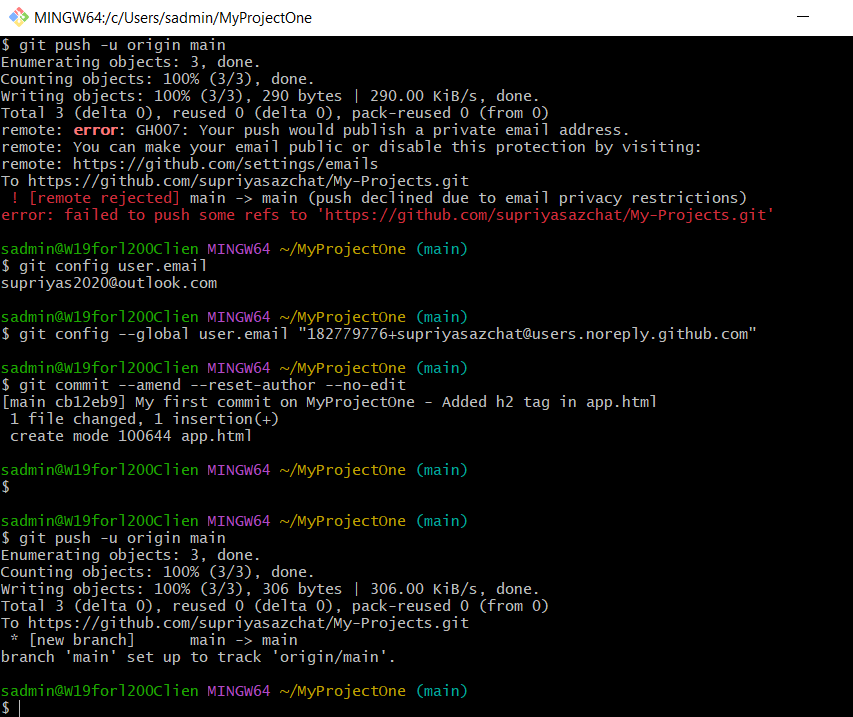 MINGW64:/c/Users/sadmin/MyProjectOne
$ git push -u origin main
Enumerating objects: 3, done.
Counting objects: 100% (3/3), done.
Writing objects: 100% (3/3), 290 bytes | 290.00 KiB/s, done.
Total 3 (delta 0), reused 0 (delta 0), pack-reused 0 (from 0)
remote: error: GH007: Your push would publish a private email address.
remote: You can make your email public or disable this protection by visiting:
remote: https://github.com/settings/emails
To https://github.com/supriyasazchat/My-Projects.git
 ! [remote rejected] main -> main (push declined due to email privacy restrictions)
error: failed to push some refs to 'https://github.com/supriyasazchat/My-Projects.git'
sadmin@W19forl200Clien MINGW64 ~/MyProjectOne (main)
$ git config user.email
supriyas2020@outlook.com
sadmin@W19forl200Clien MINGW64 ~/MyProjectOne (main)
$ git config --global user.email "182779776+supriyasazchat@users.noreply.github.com"
sadmin@W19forl200Clien MINGW64 ~/MyProjectOne (main)
$ git commit --amend --reset-author --no-edit
[main cb12eb9] My first commit on MyProjectOne - Added h2 tag in app.html
 1 file changed, 1 insertion(+)
 create mode 100644 app.html
sadmin@W19forl200Clien MINGW64 ~/MyProjectOne (main)
$
sadmin@W19forl200Clien MINGW64 ~/MyProjectOne (main)
$ git push -u origin main
Enumerating objects: 3, done.
Counting objects: 100% (3/3), done.
Writing objects: 100% (3/3), 306 bytes | 306.00 KiB/s, done.
Total 3 (delta 0), reused 0 (delta 0), pack-reused 0 (from 0)
To https://github.com/supriyasazchat/My-Projects.git
 * [new branch]      main -> main
branch 'main' set up to track 'origin/main'.
sadmin@W19forl200Clien MINGW64 ~/MyProjectOne (main)
$